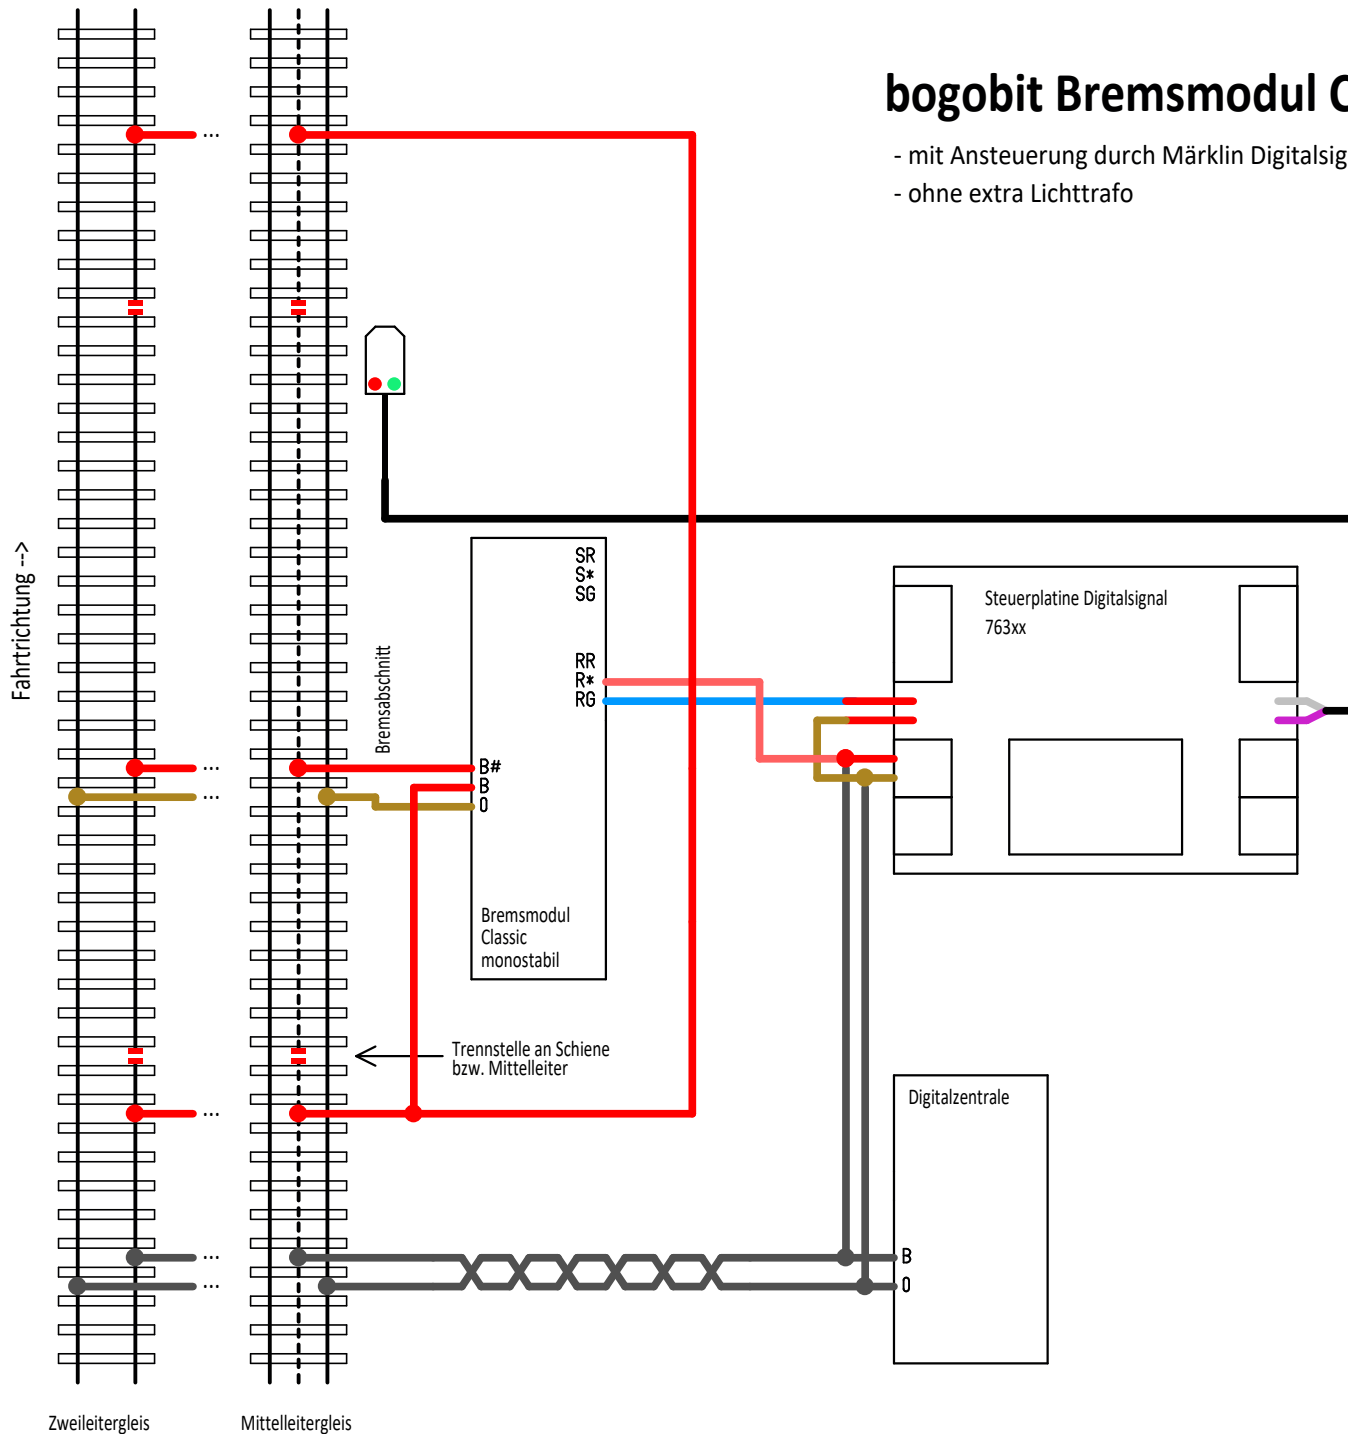 bogobit Bremsmodul C
- mit Ansteuerung durch Märklin Digitalsig
- ohne extra Lichttrafo
...
...
...
...
...
...
...
Fahrtrichtung -->
Bremsabschnitt
SR
S*
SG
RR
R*
RG
B#
B
0
Bremsmodul
Classic
monostabil
Steuerplatine Digitalsignal
763xx
Trennstelle an Schiene
bzw. Mittelleiter
Digitalzentrale
B
0
Zweileitergleis
Mittelleitergleis